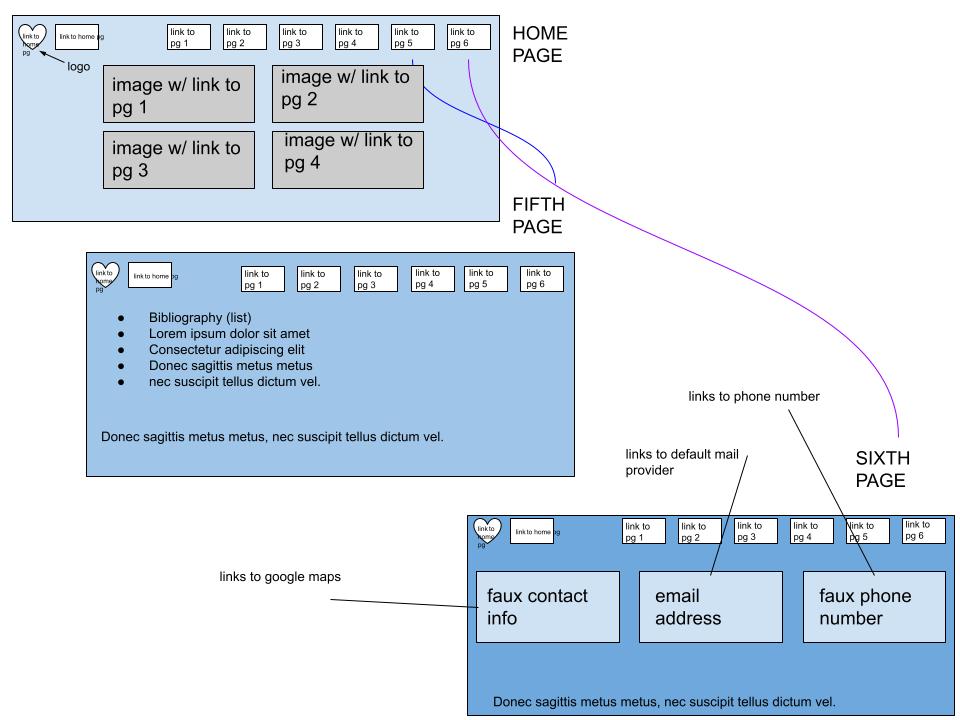 link to
home
pg
link to home pg
link to
pg 1
link to
pg 2
link to
pg 3
link to
pg 4
link to
pg 5
link to
pg 6
HOME
PAGE
logo
image w/ link to
pg 1
image w/ link to
pg 2
image w/ link to
pg 3
image w/ link to
pg 4
FIFTH
PAGE
link to
home
pg
link to home pg
link to
pg 1
link to
pg 2
link to
pg 3
link to
pg 4
link to
pg 5
link to
pg 6
● Bibliography (list)
● Lorem ipsum dolor sit amet
● Consectetur adipiscing elit
● Donec sagittis metus metus
● nec suscipit tellus dictum vel.
Donec sagittis metus metus, nec suscipit tellus dictum vel.
links to phone number
links to default mail
provider
SIXTH
PAGE
link to
home
pg
link to home pg
link to
pg 1
link to
pg 2
link to
pg 3
link to
pg 4
link to
pg 5
link to
pg 6
links to google maps
faux contact
info
email
address
faux phone
number
Donec sagittis metus metus, nec suscipit tellus dictum vel.